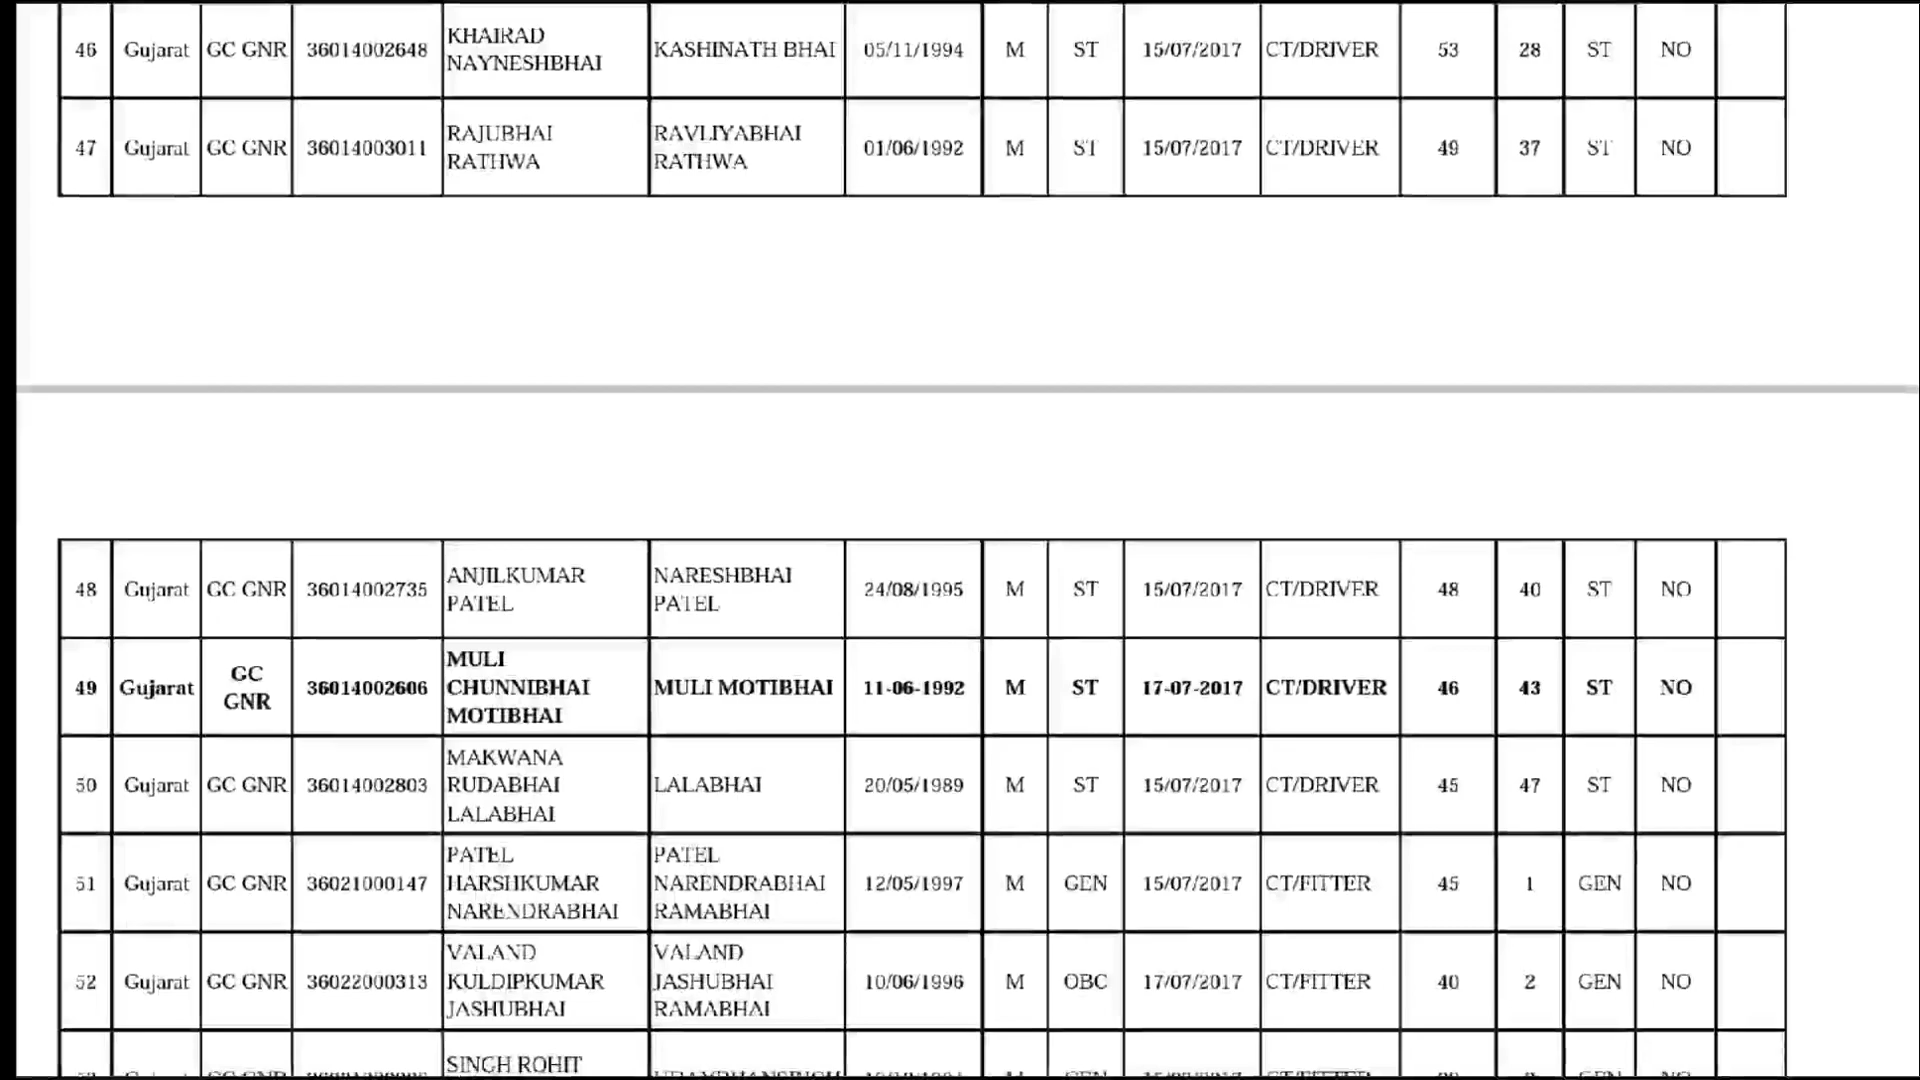 46 Gujarat GC GNR 36014002648 KHAIRAD NAYNESHBHAI KASHINATH BHAI 05/11/1994 M ST 15/07/2017 CT/DRIVER 53 28 ST NO
47 Gujarat GC GNR 36014003011 RAJUBHAI RATHWA RAVLIYABHAI RATHWA 01/06/1992 M ST 15/07/2017 CT/DRIVER 49 37 ST NO
48 Gujarat GC GNR 36014002735 ANJILKUMAR PATEL NARESHBHAI PATEL 24/08/1995 M ST 15/07/2017 CT/DRIVER 48 40 ST NO
49 Gujarat GC GNR 36014002606 MULI CHUNNIBHAI MOTIBHAI MULI MOTIBHAI 11-06-1992 M ST 17-07-2017 CT/DRIVER 46 43 ST NO
50 Gujarat GC GNR 36014002803 MAKWANA RUDABHAI LALABHAI LALABHAI 20/05/1989 M ST 15/07/2017 CT/DRIVER 45 47 ST NO
51 Gujarat GC GNR 36021000147 PATEL HARSHKUMAR NARENDRABHAI PATEL NARENDRABHAI RAMABHAI 12/05/1997 M GEN 15/07/2017 CT/FITTER 45 1 GEN NO
52 Gujarat GC GNR 36022000313 VALAND KULDIPKUMAR JASHUBHAI VALAND JASHUBHAI RAMABHAI 10/06/1996 M OBC 17/07/2017 CT/FITTER 40 2 GEN NO
SINGH ROHIT